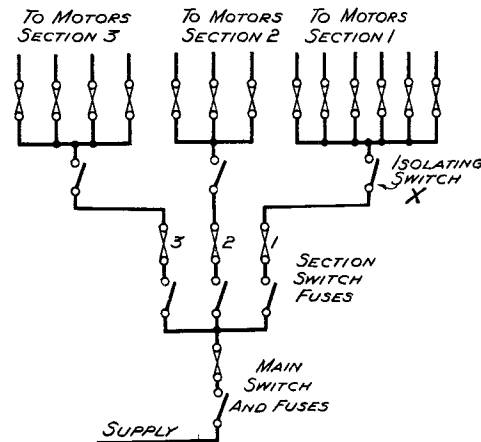 To Motors
Section 3
To Motors
Section 2
To Motors
Section 1
Isolating
Switch
X
3
2
1
Section
Switch
Fuses
Main
Switch
And Fuses
Supply